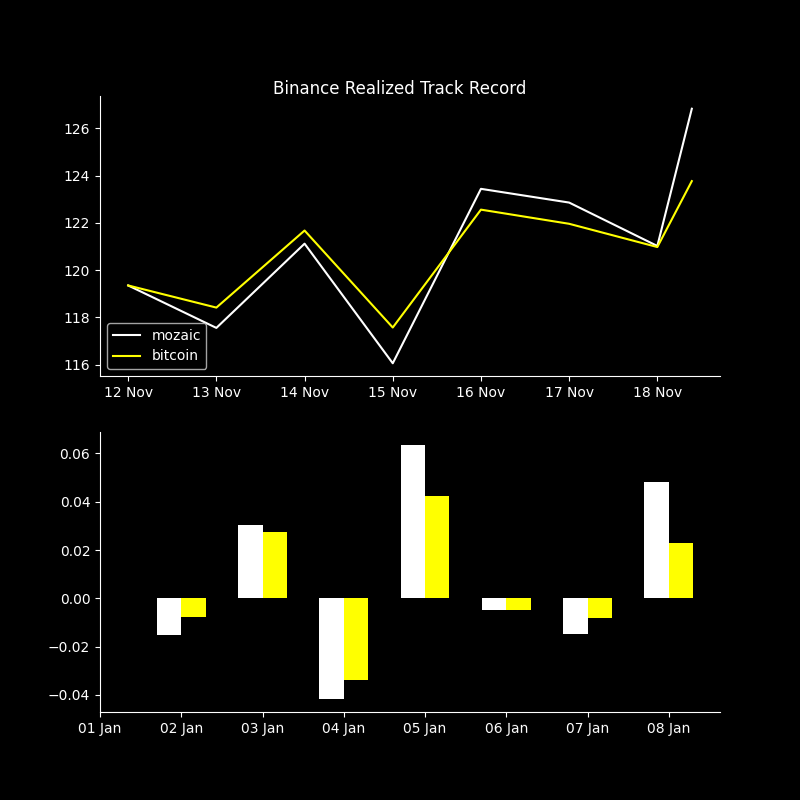 Binance Realized Track Record
126
124
122
120
118
116
mozaic
bitcoin
12 Nov 13 Nov 14 Nov 15 Nov 16 Nov 17 Nov 18 Nov
0.06
0.04
0.02
0.00
−0.02
−0.04
01 Jan 02 Jan 03 Jan 04 Jan 05 Jan 06 Jan 07 Jan 08 Jan